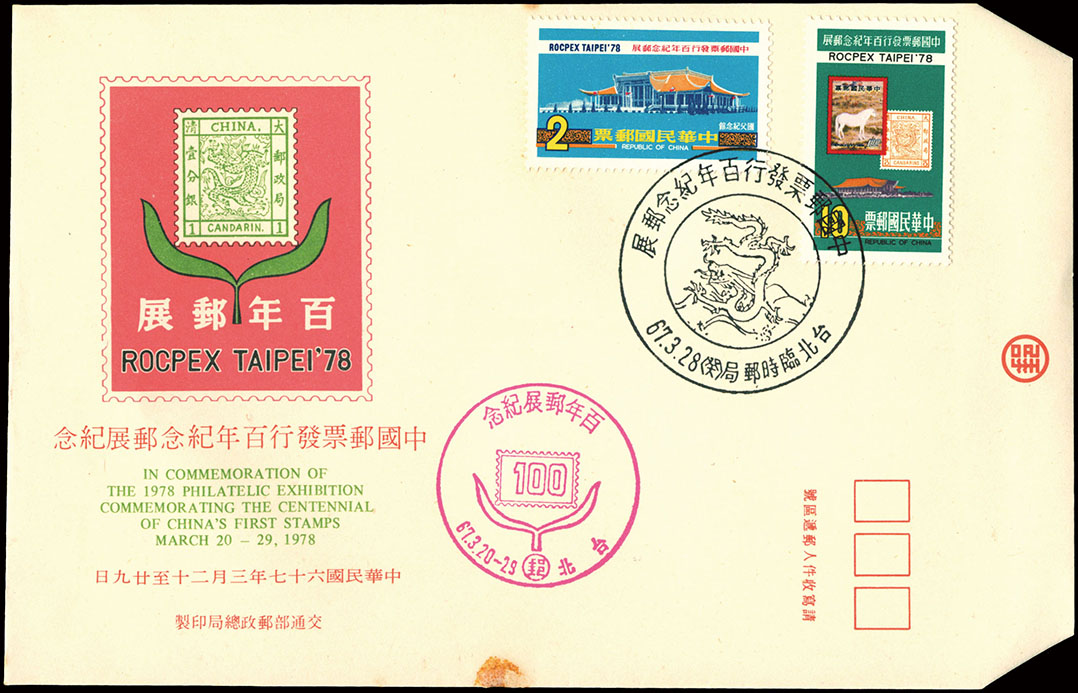 ROCPEX TAIPEI'78 中國郵票發行百年紀念郵展
國父紀念館
2
中華民國郵票
REPUBLIC OF CHINA
中國郵票發行百年紀念郵展
ROCPEX TAIPEI'78
中華民國郵票
CANDARIN
中華民國郵票
REPUBLIC OF CHINA
大清
CHINA.
郵政局
壹分銀
1 CANDARIN. 1
百年郵展
ROCPEX TAIPEI'78
中國郵票發行百年紀念郵展
台北臨時郵局
67.3.28
中國郵票發行百年紀念郵展紀念
IN COMMEMORATION OF
THE 1978 PHILATELIC EXHIBITION
COMMEMORATING THE CENTENNIAL
OF CHINA'S FIRST STAMPS
MARCH 20 – 29, 1978
中華民國六十七年三月二十至廿九日
交通部郵政總局印製
百年郵展紀念
100
台北
67.3.20-29
請寫收件人郵遞區號